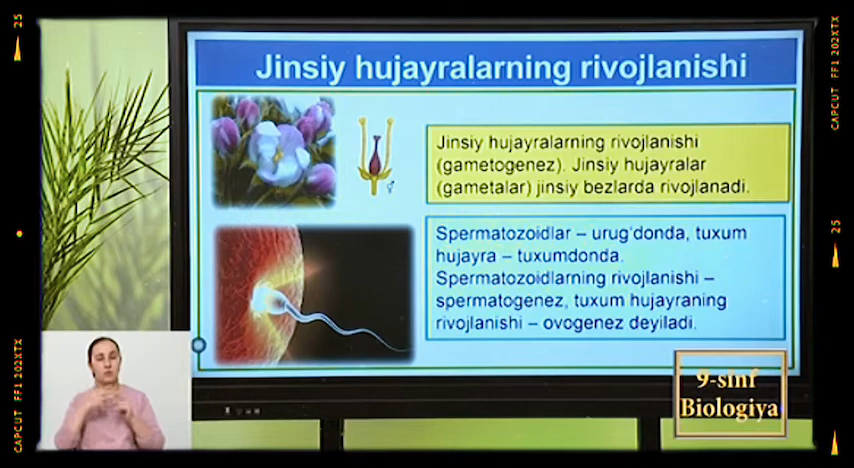 Jinsiy hujayralarning rivojlanishi
Jinsiy hujayralarning rivojlanishi
(gametogenez). Jinsiy hujayralar
(gametalar) jinsiy bezlarda rivojlanadi.
Spermatozoidlar – urug'donda, tuxum
hujayra – tuxumdonda.
Spermatozoidlarning rivojlanishi –
spermatogenez, tuxum hujayraning
rivojlanishi – ovogenez deyiladi.
9-sinf
Biologiya
25
CAPCUT FF1 202XTX
CAPCUT FF1 202XTX
25